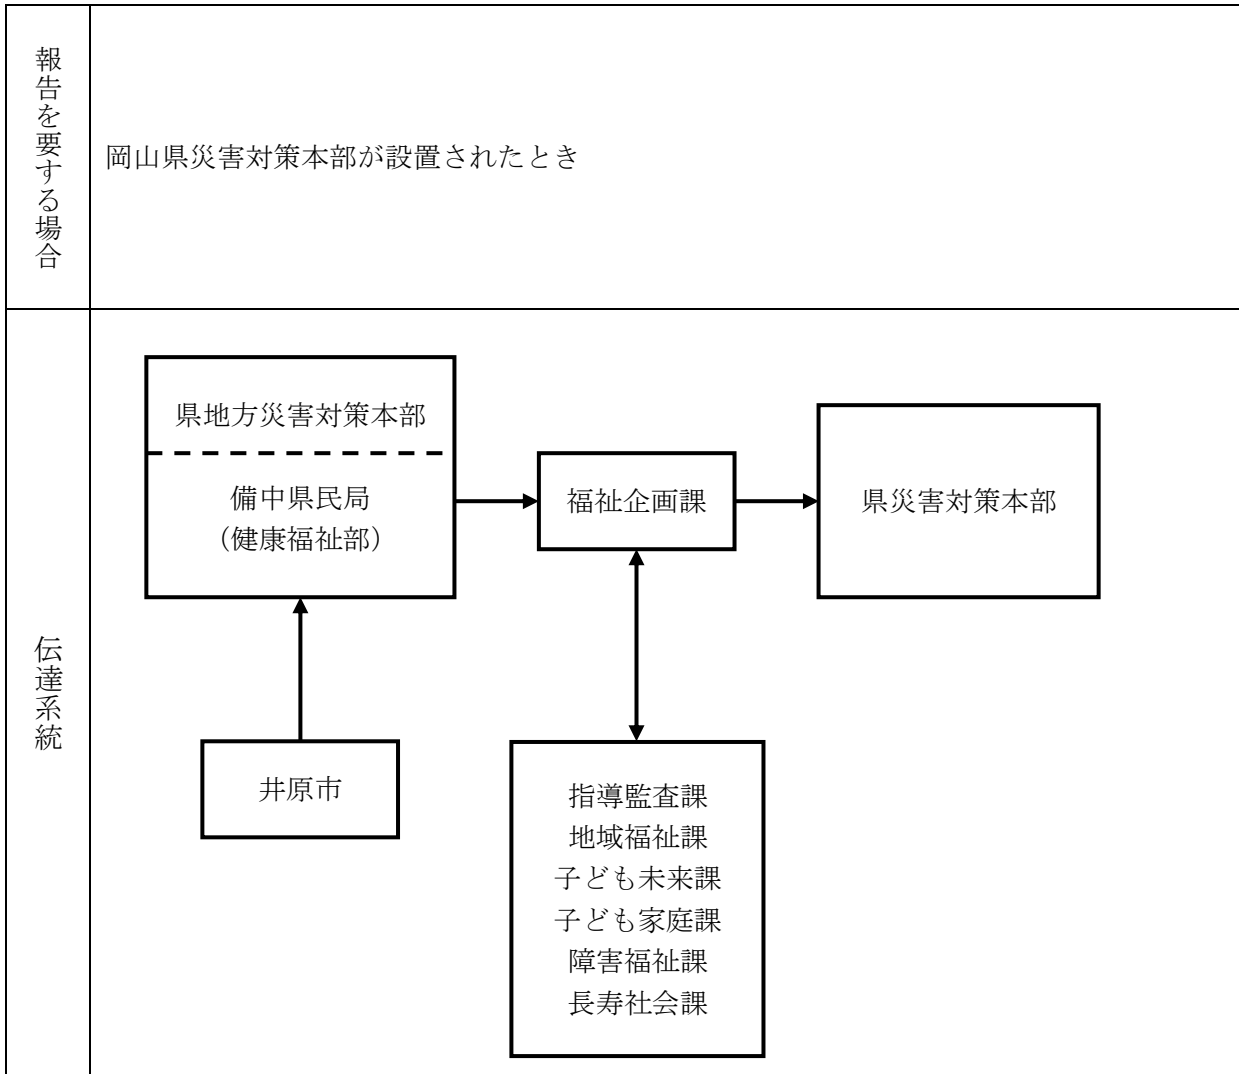 報告を要する場合
岡山県災害対策本部が設置されたとき
伝達系統
県地方災害対策本部
備中県民局
（健康福祉部）
福祉企画課
県災害対策本部
井原市
指導監査課
地域福祉課
子ども未来課
子ども家庭課
障害福祉課
長寿社会課